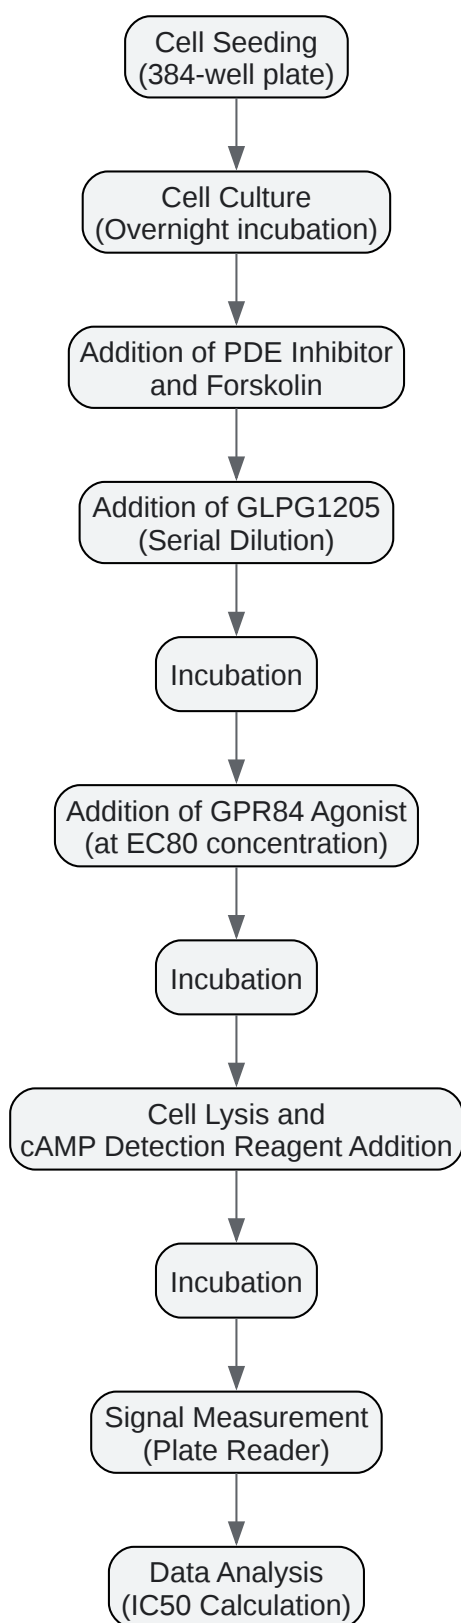 Cell Seeding
(384-well plate)
Cell Culture
(Overnight incubation)
Addition of PDE Inhibitor
and Forskolin
Addition of GLPG1205
(Serial Dilution)
Incubation
Addition of GPR84 Agonist
(at EC80 concentration)
Incubation
Cell Lysis and
cAMP Detection Reagent Addition
Incubation
Signal Measurement
(Plate Reader)
Data Analysis
(IC50 Calculation)